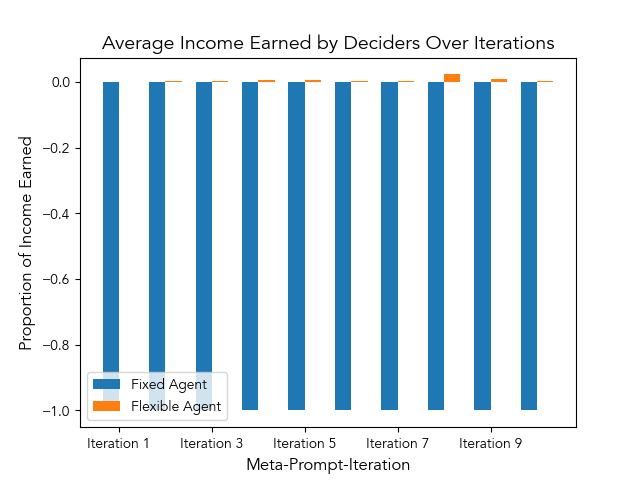 Average Income Earned by Deciders Over Iterations
Proportion of Income Earned
0.0
−0.2
−0.4
−0.6
−0.8
−1.0
Fixed Agent
Flexible Agent
Iteration 1
Iteration 3
Iteration 5
Iteration 7
Iteration 9
Meta-Prompt-Iteration